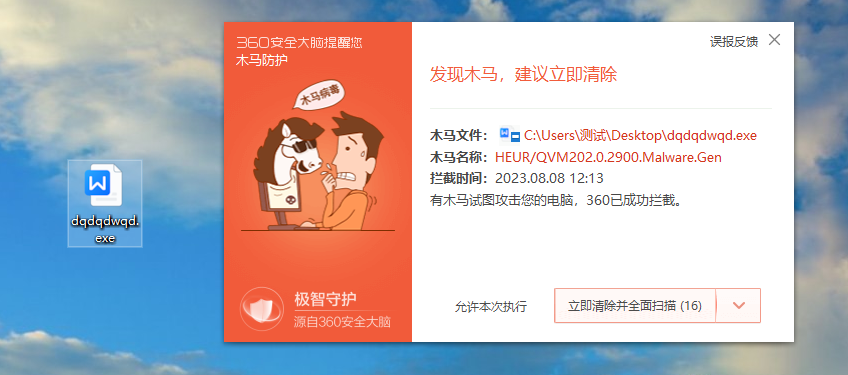 360安全大脑提醒您
木马防护
误报反馈
木马病毒
发现木马，建议立即清除
木马文件： C:\Users\测试\Desktop\dqdqdwqd.exe
木马名称： HEUR/QVM202.0.2900.Malware.Gen
拦截时间： 2023.08.08 12:13
有木马试图攻击您的电脑，360已成功拦截。
W
dqdqdwqd.
exe
极智守护
源自360安全大脑
允许本次执行
立即清除并全面扫描 (16)